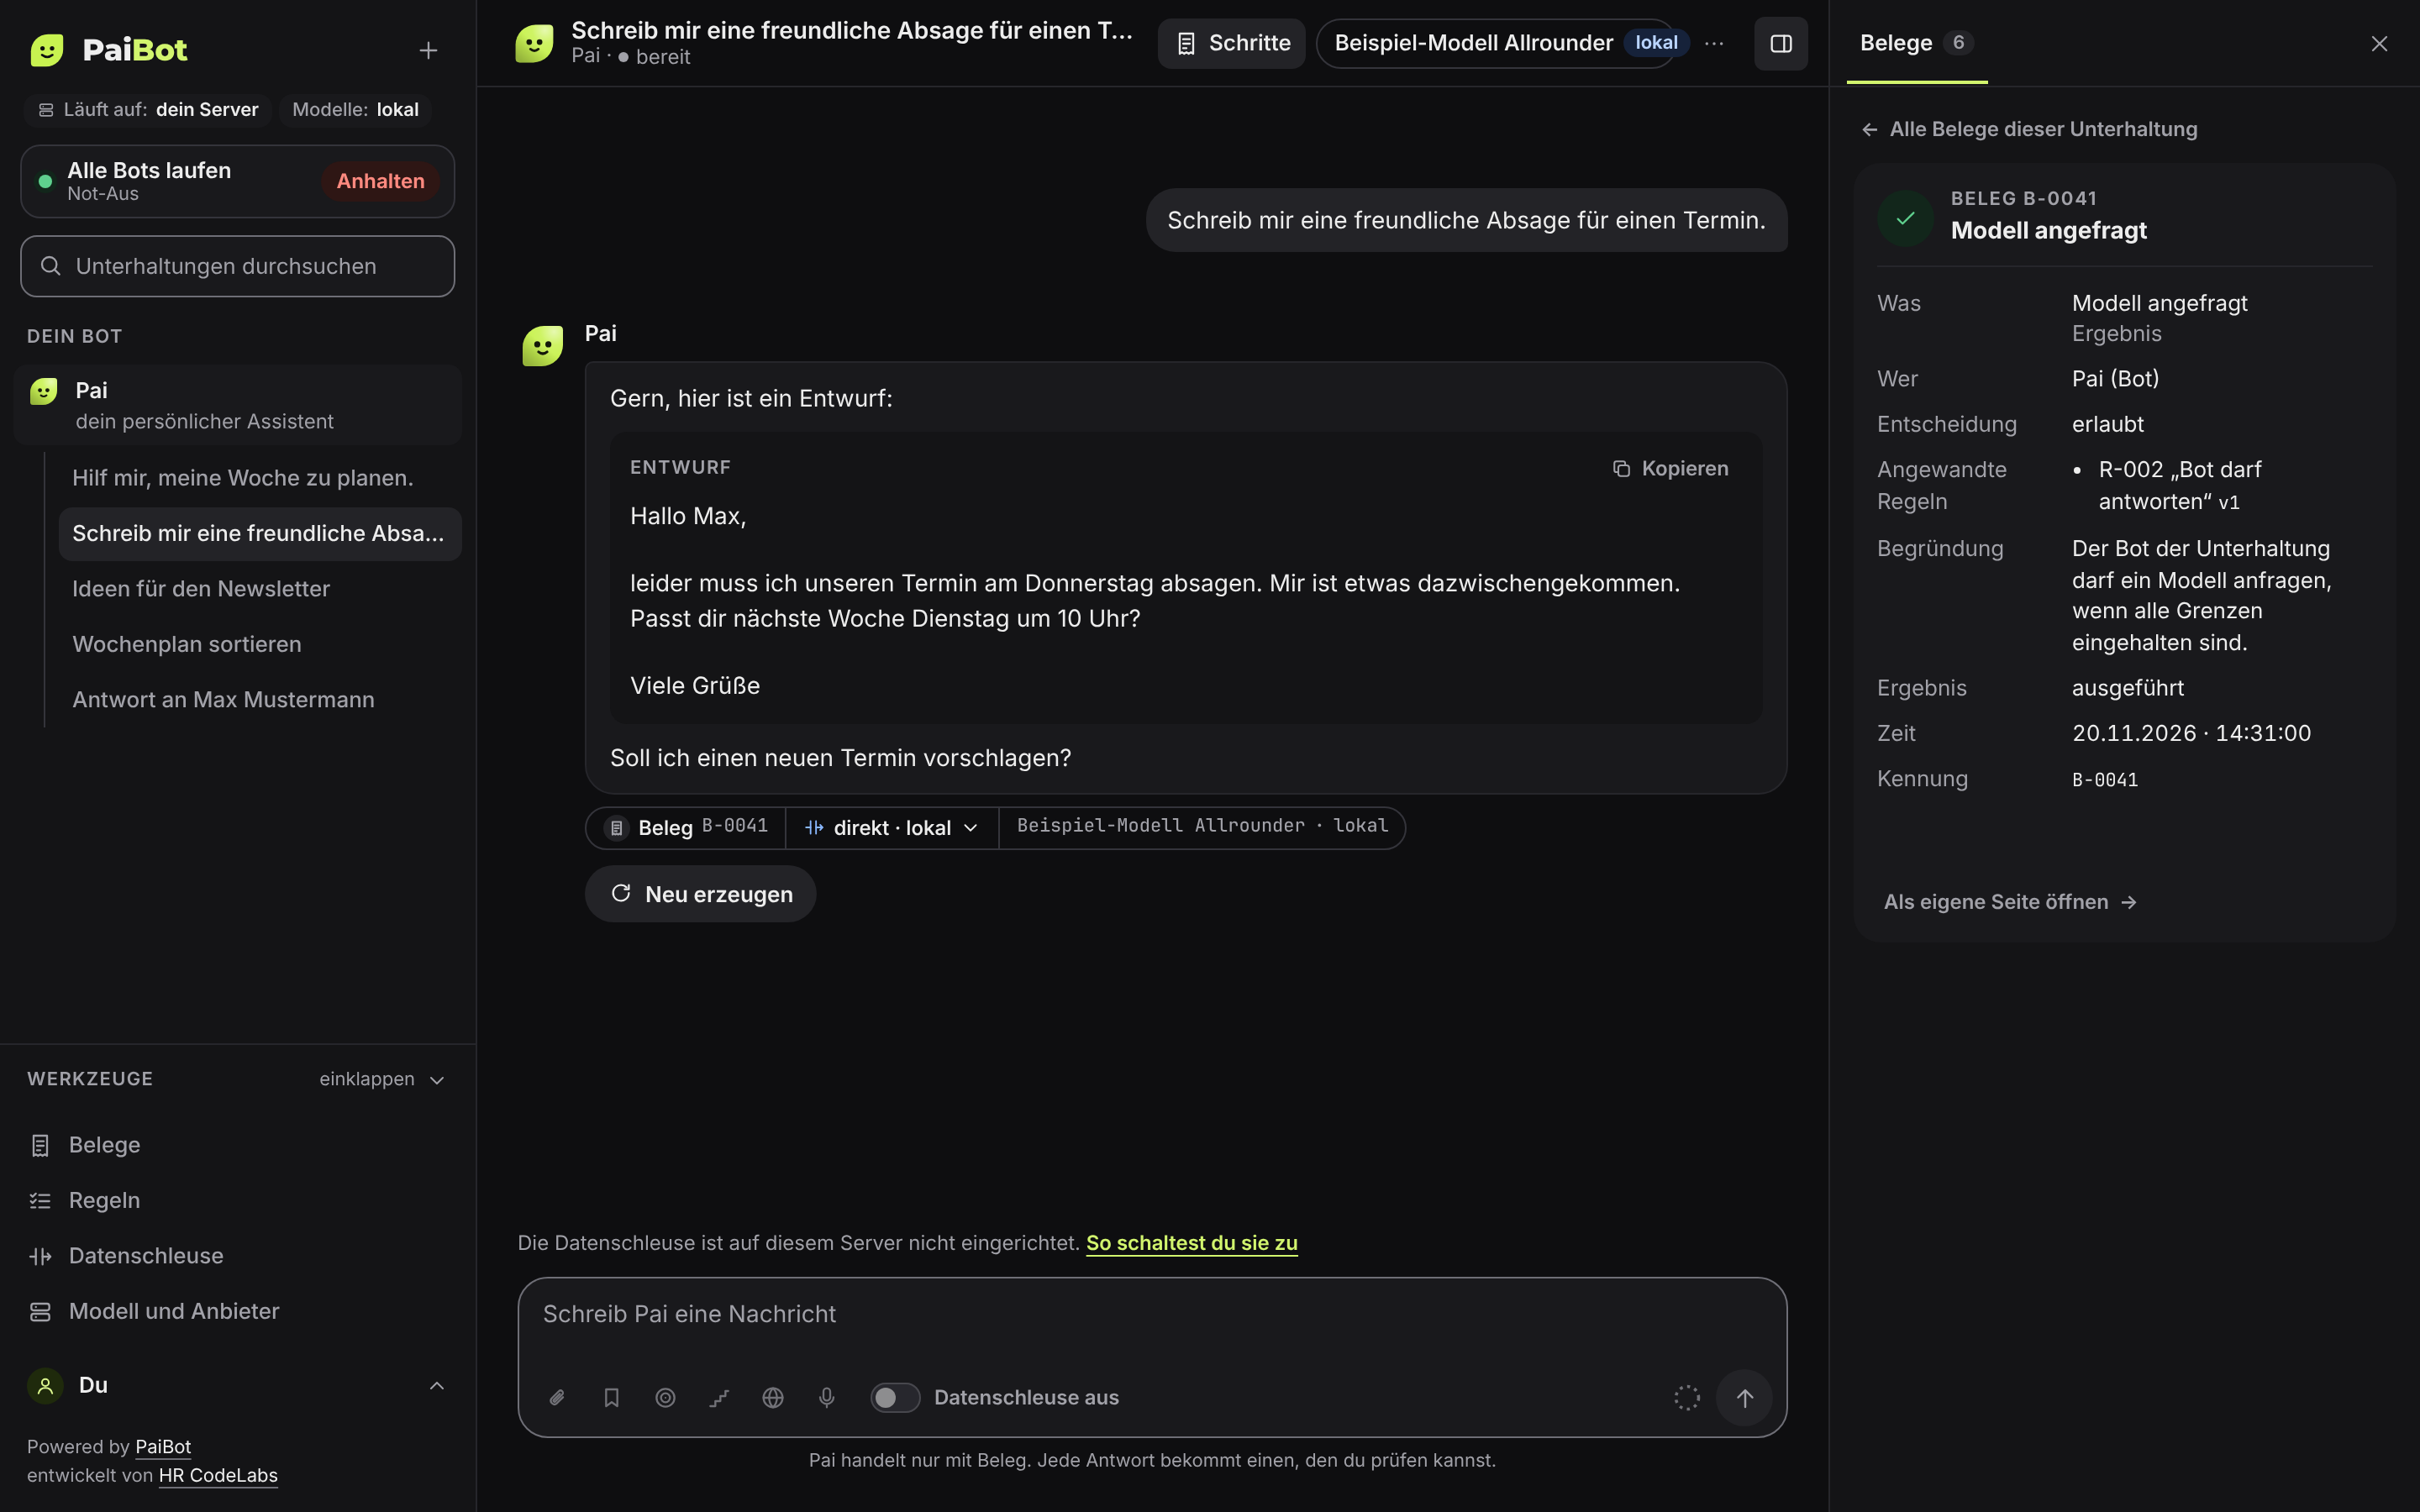 PaiBot
Läuft auf: dein Server
Modelle: lokal
Alle Bots laufen
Not-Aus
Anhalten
Unterhaltungen durchsuchen
DEIN BOT
Pai
dein persönlicher Assistent
Hilf mir, meine Woche zu planen.
Schreib mir eine freundliche Absa...
Ideen für den Newsletter
Wochenplan sortieren
Antwort an Max Mustermann
WERKZEUGE
einklappen
Belege
Regeln
Datenschleuse
Modell und Anbieter
Du
Powered by PaiBot
entwickelt von HR CodeLabs
Schreib mir eine freundliche Absage für einen T...
Pai · bereit
Schritte
Beispiel-Modell Allrounder lokal
Schreib mir eine freundliche Absage für einen Termin.
Pai
Gern, hier ist ein Entwurf:
ENTWURF
Kopieren
Hallo Max,
leider muss ich unseren Termin am Donnerstag absagen. Mir ist etwas dazwischengekommen.
Passt dir nächste Woche Dienstag um 10 Uhr?
Viele Grüße
Soll ich einen neuen Termin vorschlagen?
Beleg B-0041
direkt · lokal
Beispiel-Modell Allrounder · lokal
Neu erzeugen
Die Datenschleuse ist auf diesem Server nicht eingerichtet. So schaltest du sie zu
Schreib Pai eine Nachricht
Datenschleuse aus
Pai handelt nur mit Beleg. Jede Antwort bekommt einen, den du prüfen kannst.
Belege 6
Alle Belege dieser Unterhaltung
BELEG B-0041
Modell angefragt
Was
Modell angefragt
Ergebnis
Wer
Pai (Bot)
Entscheidung
erlaubt
Angewandte
Regeln
• R-002 „Bot darf
antworten“ v1
Begründung
Der Bot der Unterhaltung
darf ein Modell anfragen,
wenn alle Grenzen
eingehalten sind.
Ergebnis
ausgeführt
Zeit
20.11.2026 · 14:31:00
Kennung
B-0041
Als eigene Seite öffnen